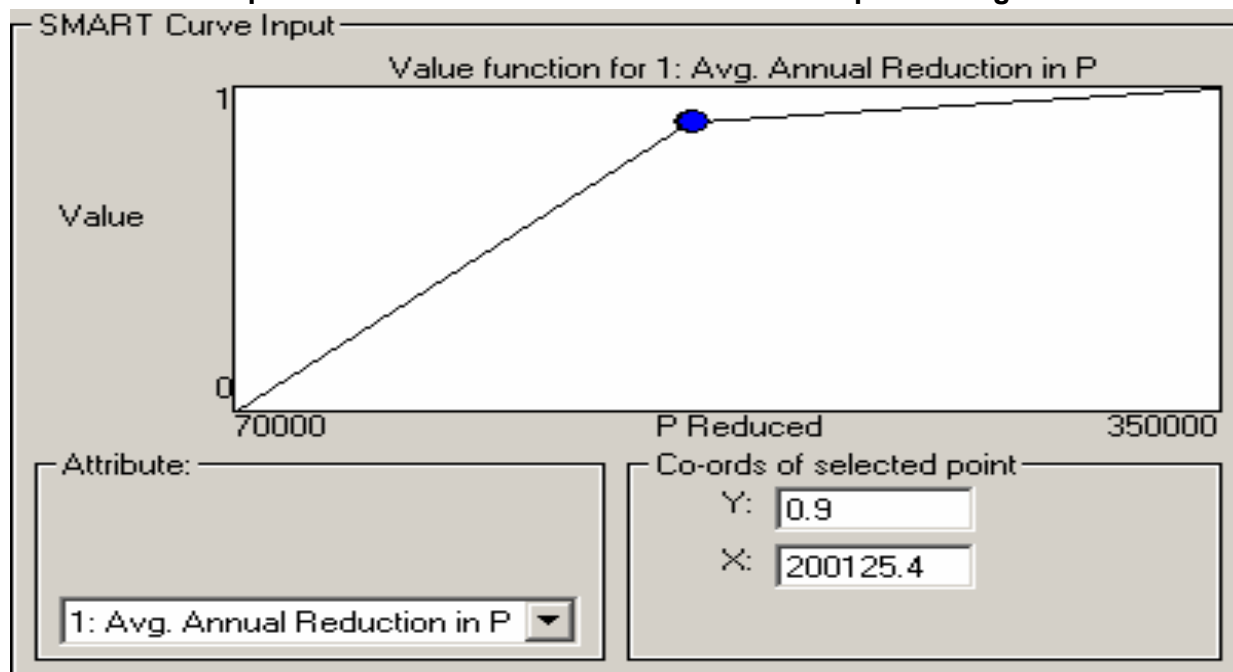 SMART Curve Input
Value function for 1: Avg. Annual Reduction in P
1
Value
0
70000 P Reduced 350000
Attribute:
Co-ords of selected point
Y: 0.9
X: 200125.4
1: Avg. Annual Reduction in P